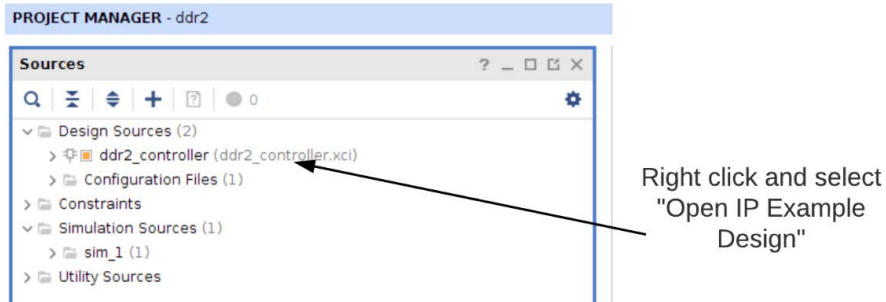 PROJECT MANAGER - ddr2
Sources
? _
0
Design Sources (2)
ddr2_controller (ddr2_controller.xci)
Configuration Files (1)
Constraints
Simulation Sources (1)
sim_1 (1)
Utility Sources
Right click and select
"Open IP Example
Design"